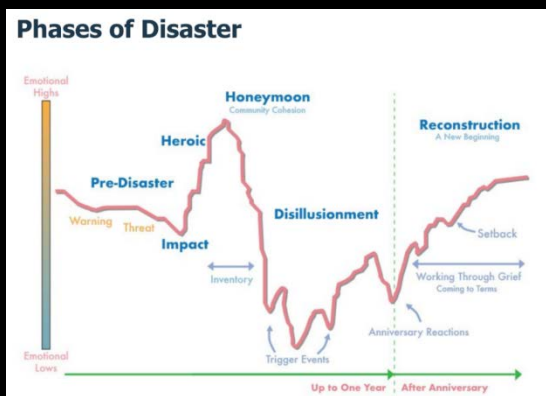 Phases of Disaster
Emotional
Highs
Honeymoon
Community Cohesion
Heroic
Reconstruction
A New Beginning
Pre-Disaster
Warning
Threat
Disillusionment
Setback
Impact
Inventory
Working Through Grief
Coming to Terms
Anniversary Reactions
Trigger Events
Emotional
Lows
Up to One Year
After Anniversary